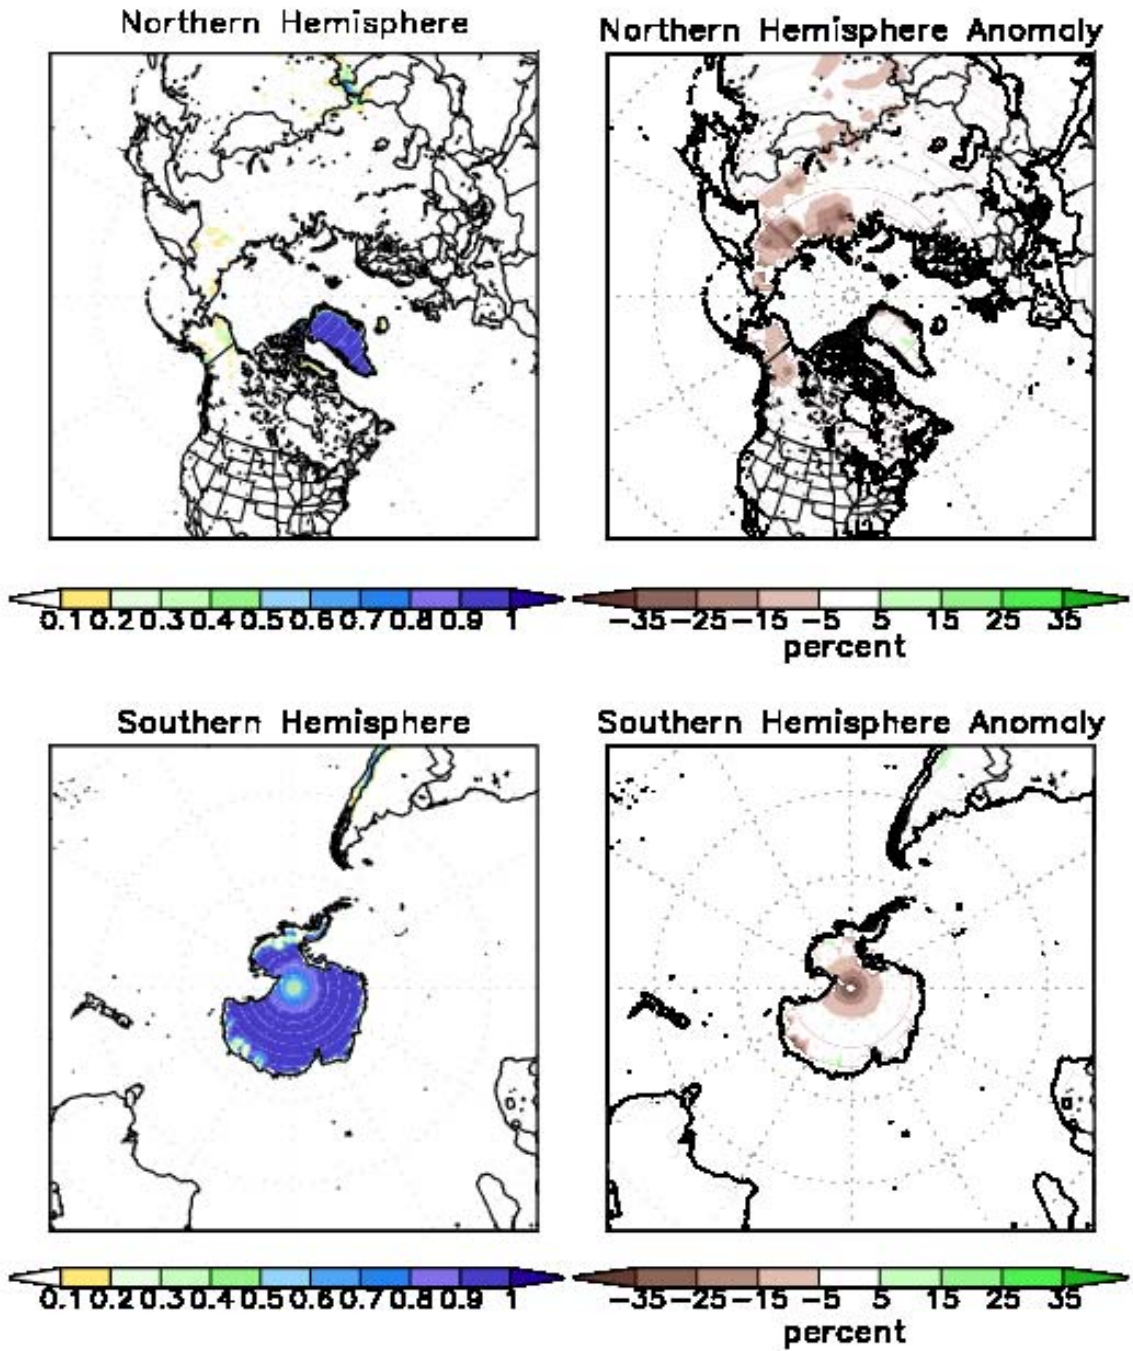 Northern Hemisphere
Northern Hemisphere Anomaly
0.1 0.2 0.3 0.4 0.5 0.6 0.7 0.8 0.9 1
-35 -25 -15 -5 5 15 25 35
percent
Southern Hemisphere
Southern Hemisphere Anomaly
0.1 0.2 0.3 0.4 0.5 0.6 0.7 0.8 0.9 1
-35 -25 -15 -5 5 15 25 35
percent